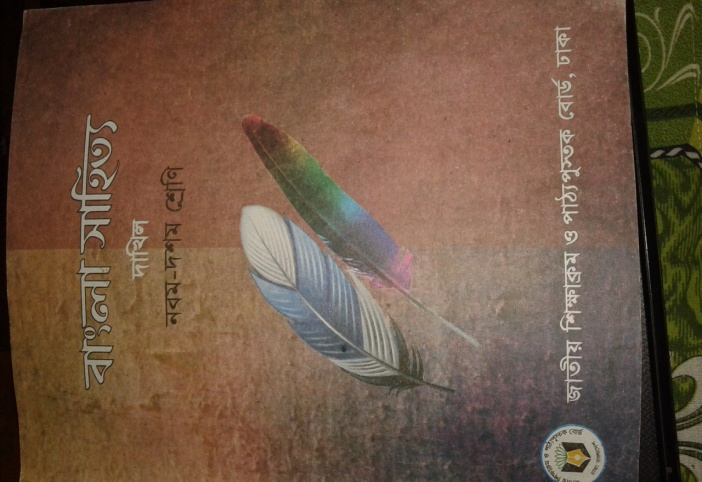 বাংলা সাহিত্য
দাখিল
নবম-দশম শ্রেণি
জাতীয় শিক্ষাক্রম ও পাঠ্যপুস্তক বোর্ড, ঢাকা